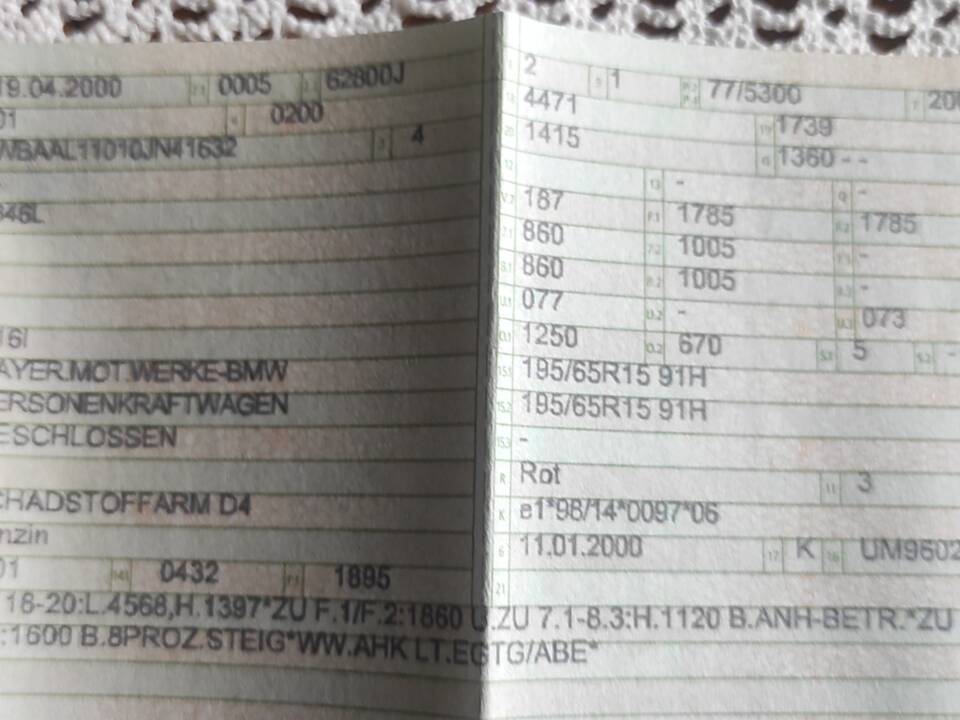 19.04.2000 0005 62800J
01 0200
WBAAL11010JN41632 4
-
346L
16I
AYER.MOT.WERKE-BMW
ERSONENKRAFTWAGEN
ESCHLOSSEN
CHADSTOFFARM D4
nzin
01 0432 1895
2 1 77/5300 200
4471 1739
1415 1360 - -
- -
187 1785 1785
860 1005 -
860 1005 -
077 - 073
1250 670 5 -
195/65R15 91H
195/65R15 91H
-
Rot 3
e1*98/14*0097*06
11.01.2000 K UM9602
18-20:L.4568,H.1397*ZU F.1/F.2:1860 U.ZU 7.1-8.3:H.1120 B.ANH-BETR.*ZU
:1600 B.8PROZ.STEIG*WW.AHK LT.EGTG/ABE*